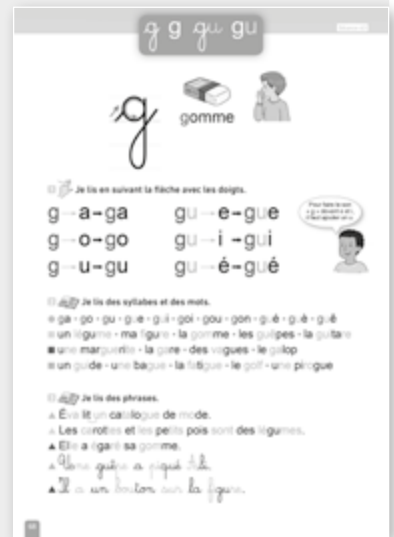 g g gu gu
g
gomme
Je lis en suivant la flèche avec les doigts.
g → a → ga gu → e → gue
g → o → go gu → i → gui
g → u → gu gu → é → gué
Je lis des syllabes et des mots.
ga • go • gu • gue • gui • goi • gou • gon • gué • guè • guê
un légume • ma figure • la gomme • les guêpes • la guitare
une marguerite • la gare • des vagues • le galop
un guide • une bague • la fatigue • le golf • une pirogue
Je lis des phrases.
Éva lit un catalogue de mode.
Les carottes et les petits pois sont des légumes.
Elle a égaré sa gomme.
Une guêpe a piqué Ali.
Il a un bouton sur la figure.